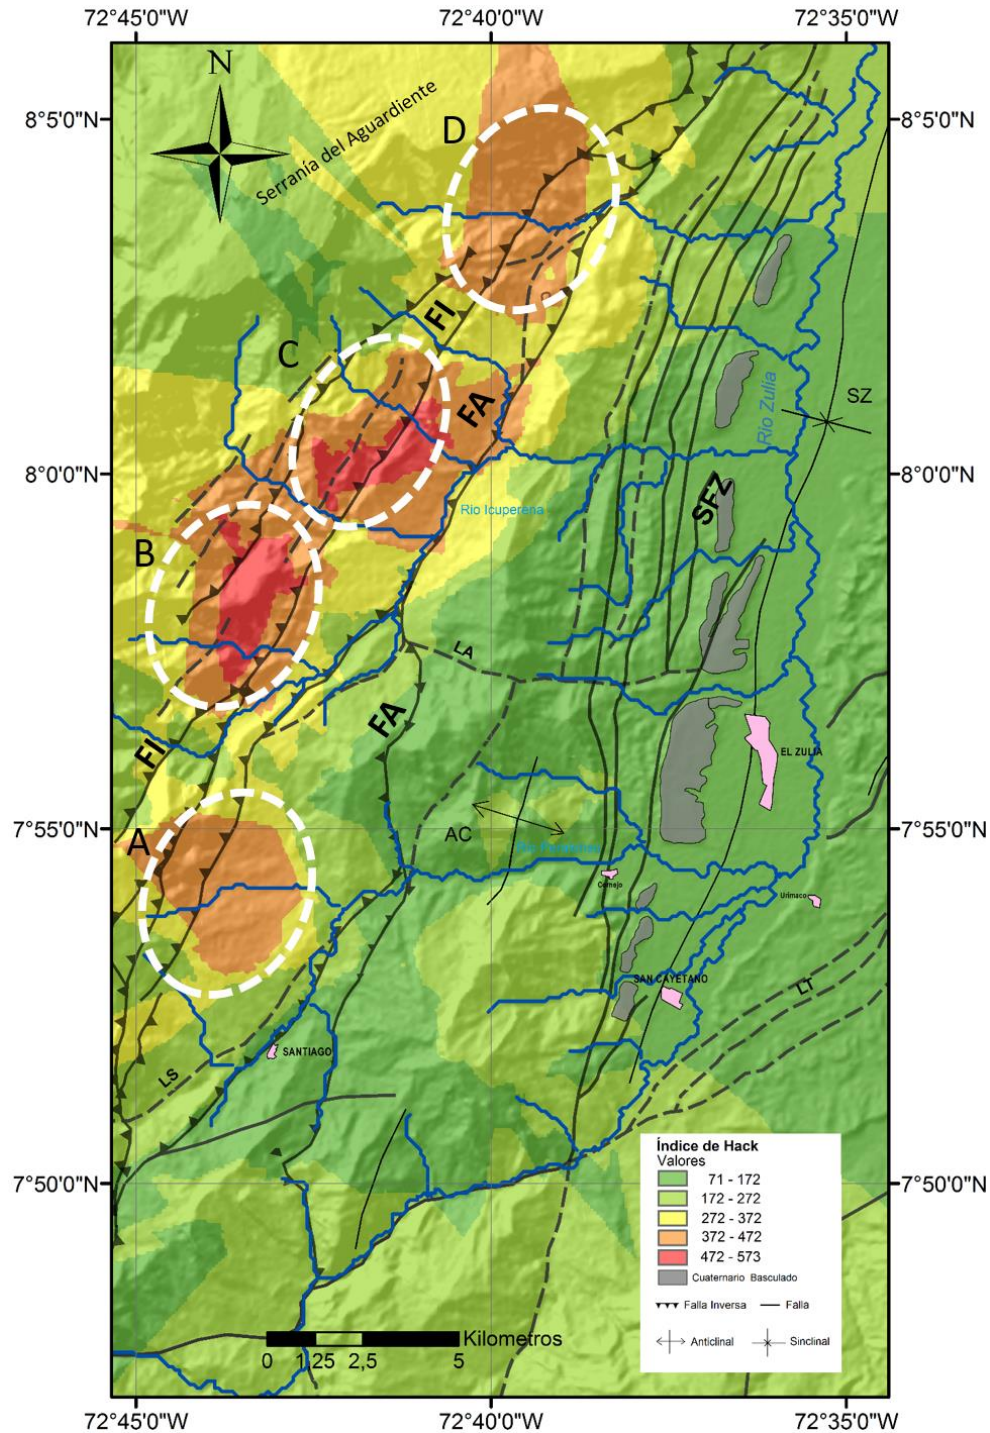 72°45'0"W
72°40'0"W
72°35'0"W
N
8°5'0"N
8°5'0"N
Serranía del Aguardiente
D
FI
C
FA
Rio Zulia
SZ
8°0'0"N
8°0'0"N
SFZ
Rio Icuperena
B
LA
FA
FI
EL ZULIA
7°55'0"N
7°55'0"N
A
AC
Cornejo
Urimaco
SAN CAYETANO
LT
SANTIAGO
LS
7°50'0"N
7°50'0"N
Índice de Hack
Valores
71 - 172
172 - 272
272 - 372
372 - 472
472 - 573
Cuaternario Basculado
Falla Inversa
Falla
Anticlinal
Sinclinal
Kilometros
0 1,25 2,5 5
72°45'0"W
72°40'0"W
72°35'0"W